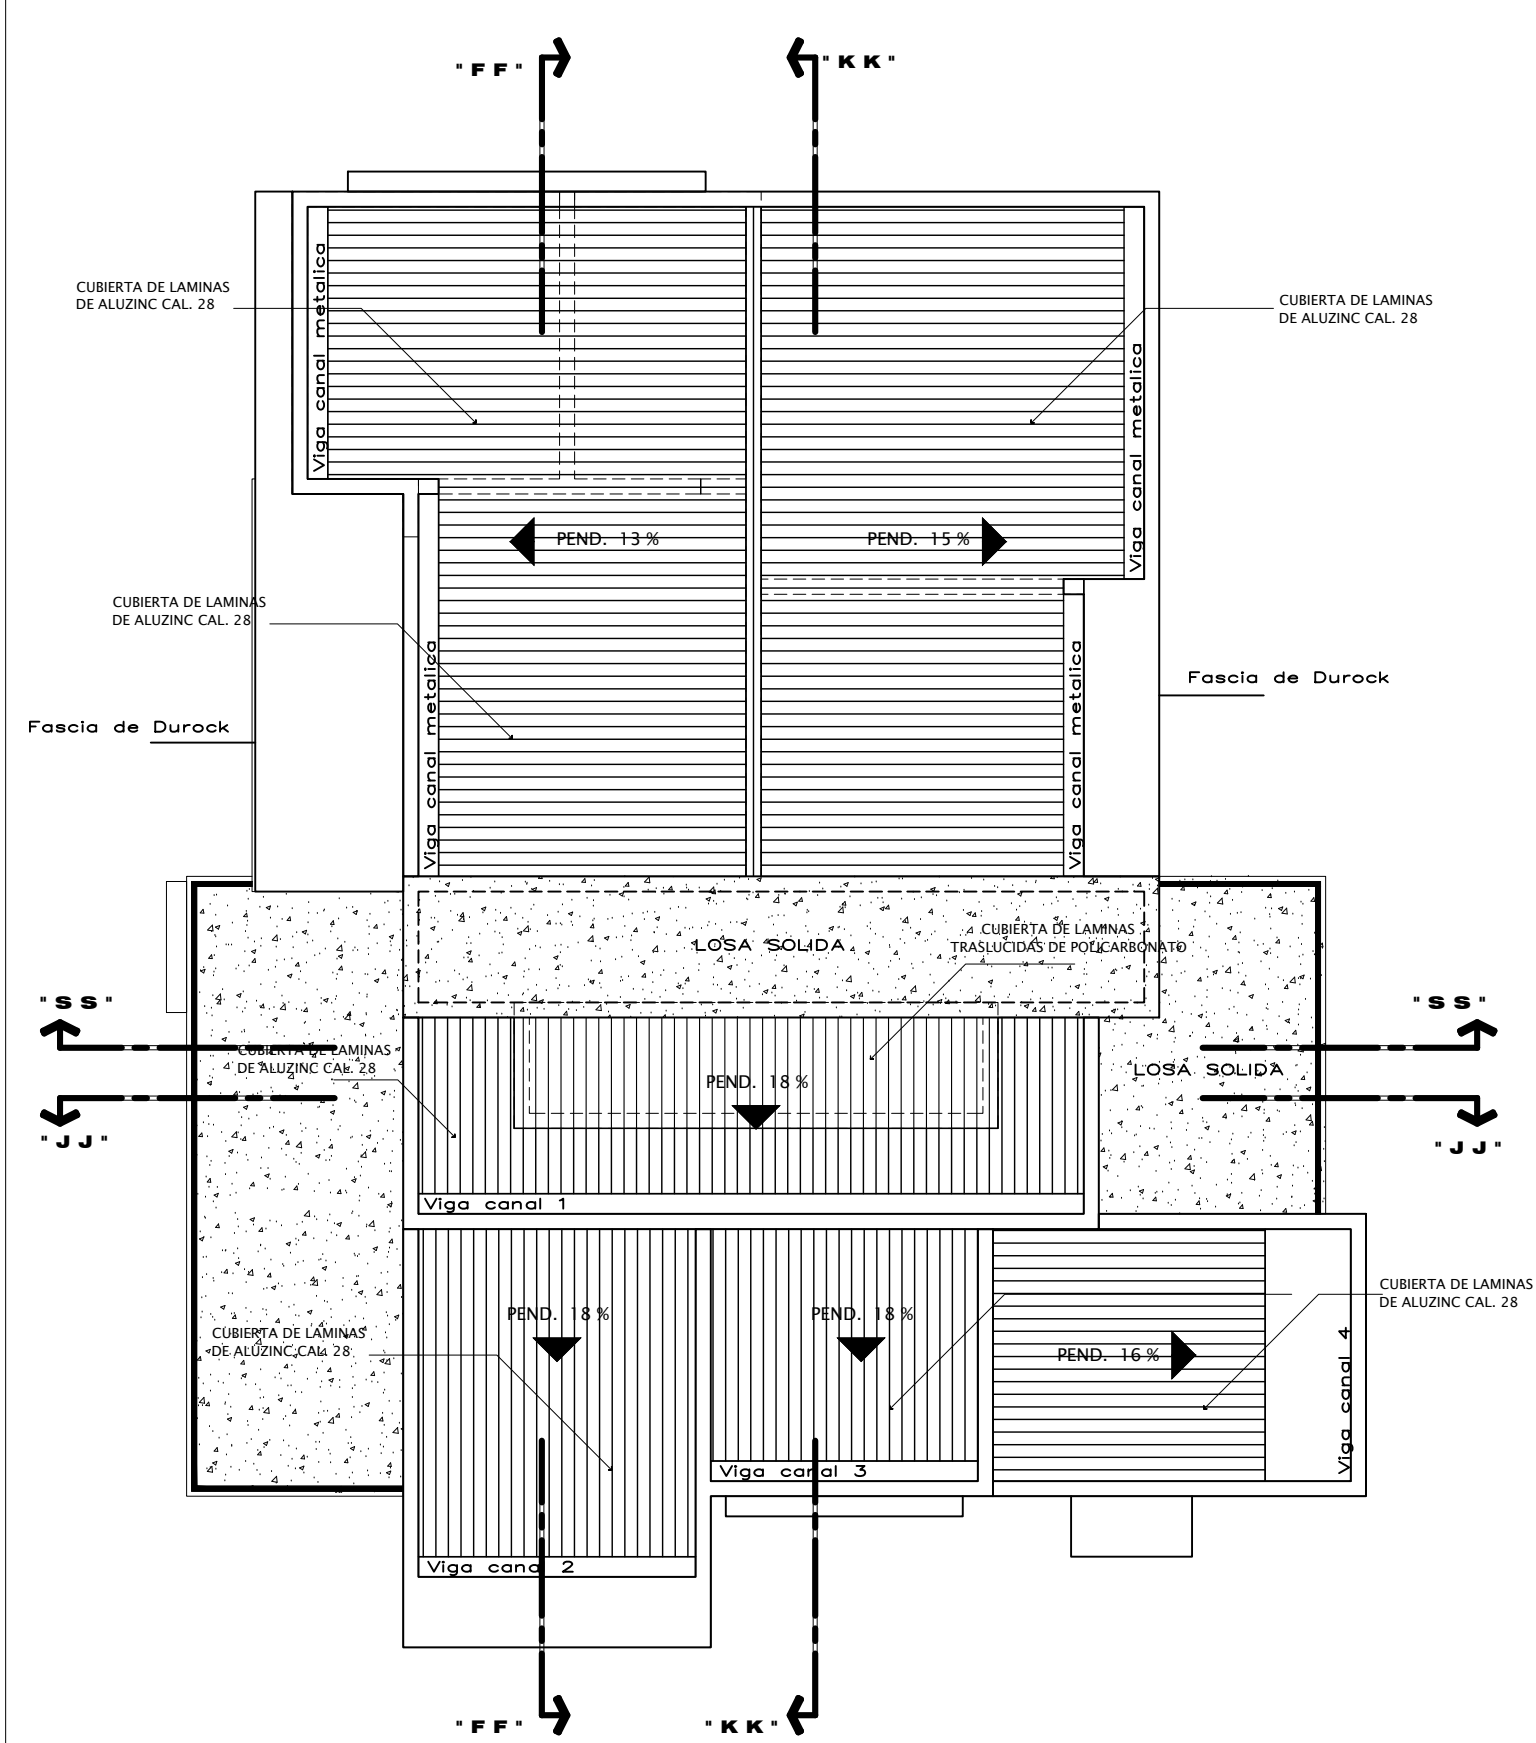 "FF"
"KK"
Viga canal metalica
CUBIERTA DE LAMINAS
DE ALUZINC CAL. 28
CUBIERTA DE LAMINAS
DE ALUZINC CAL. 28
Viga canal metalica
PEND. 13 %
PEND. 15 %
CUBIERTA DE LAMINAS
DE ALUZINC CAL. 28
Viga canal metalica
Viga canal metalica
Fascia de Durock
Fascia de Durock
LOSA SOLIDA
CUBIERTA DE LAMINAS
TRASLUCIDAS DE POLICARBONATO
"SS"
"SS"
CUBIERTA DE LAMINAS
DE ALUZINC CAL. 28
LOSA SOLIDA
PEND. 18 %
"JJ"
"JJ"
Viga canal 1
CUBIERTA DE LAMINAS
DE ALUZINC CAL. 28
PEND. 18 %
PEND. 18 %
CUBIERTA DE LAMINAS
DE ALUZINC CAL. 28
PEND. 16 %
Viga canal 4
Viga canal 3
Viga canal 2
"FF"
"KK"